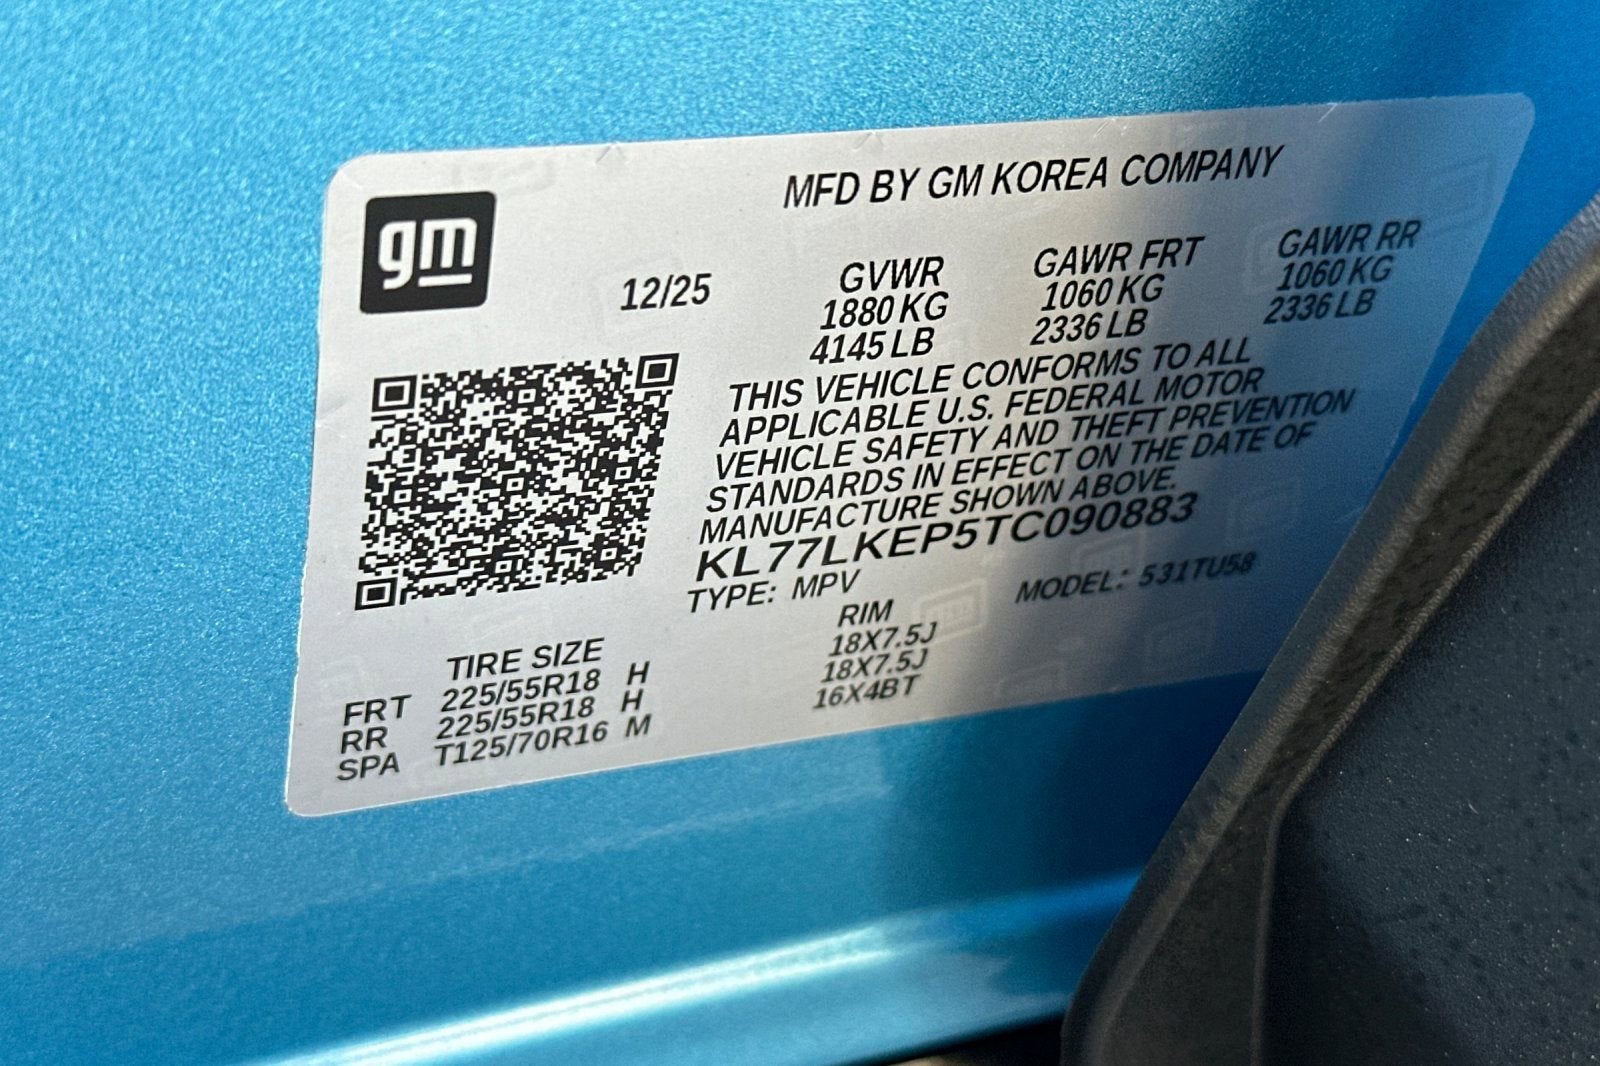 gm
MFD BY GM KOREA COMPANY
12/25
GVWR GAWR FRT GAWR RR
1880 KG 1060 KG 1060 KG
4145 LB 2336 LB 2336 LB
THIS VEHICLE CONFORMS TO ALL
APPLICABLE U.S. FEDERAL MOTOR
VEHICLE SAFETY AND THEFT PREVENTION
STANDARDS IN EFFECT ON THE DATE OF
MANUFACTURE SHOWN ABOVE.
KL77LKEP5TC090883
TYPE: MPV MODEL: 531TU58
TIRE SIZE RIM
FRT 225/55R18 H 18X7.5J
RR 225/55R18 H 18X7.5J
SPA T125/70R16 M 16X4BT